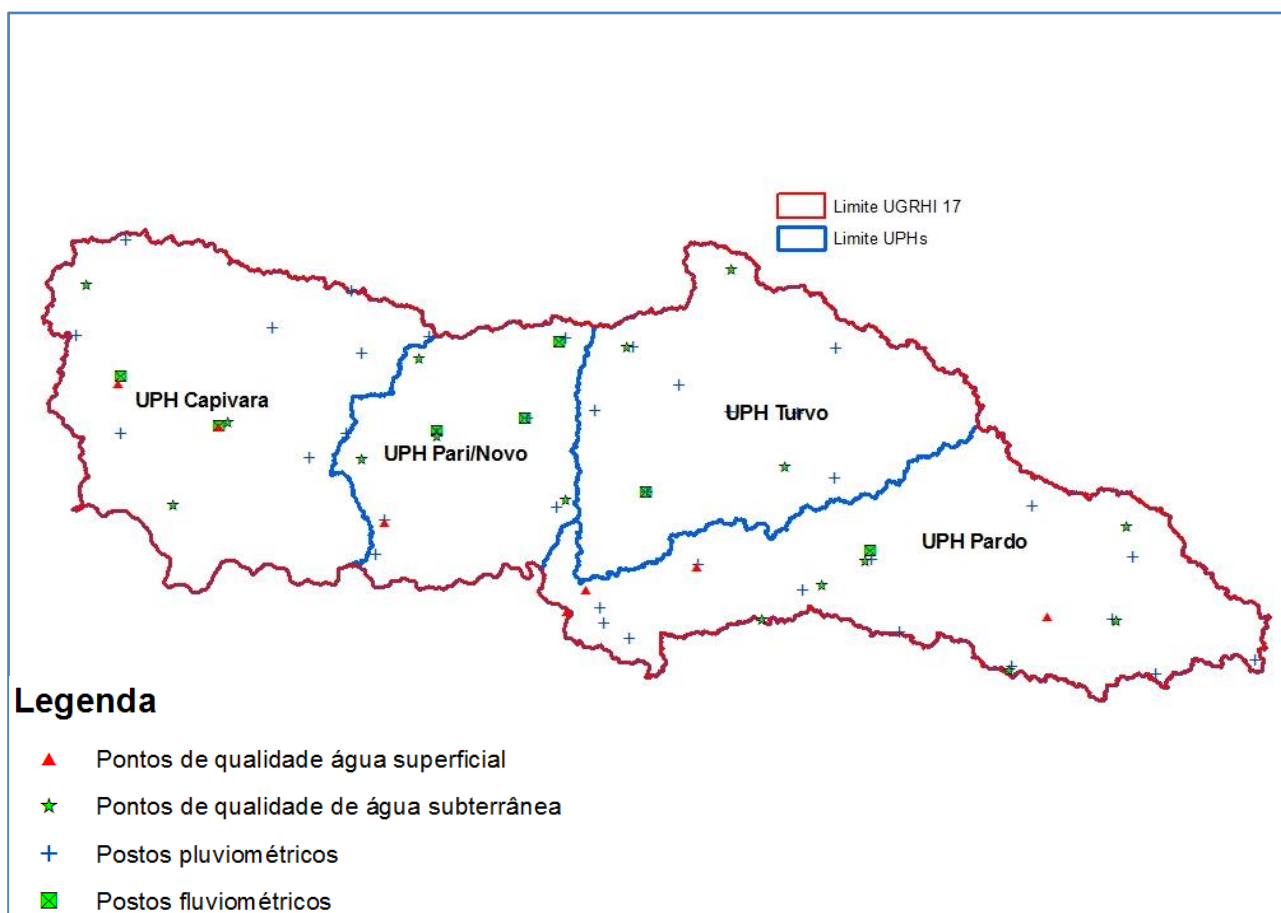 Limite UGRHI 17
Limite UPHs
UPH Capivara
UPH Turvo
UPH Pari/Novo
UPH Pardo
Legenda
Pontos de qualidade água superficial
Pontos de qualidade de água subterrânea
Postos pluviométricos
Postos fluviométricos